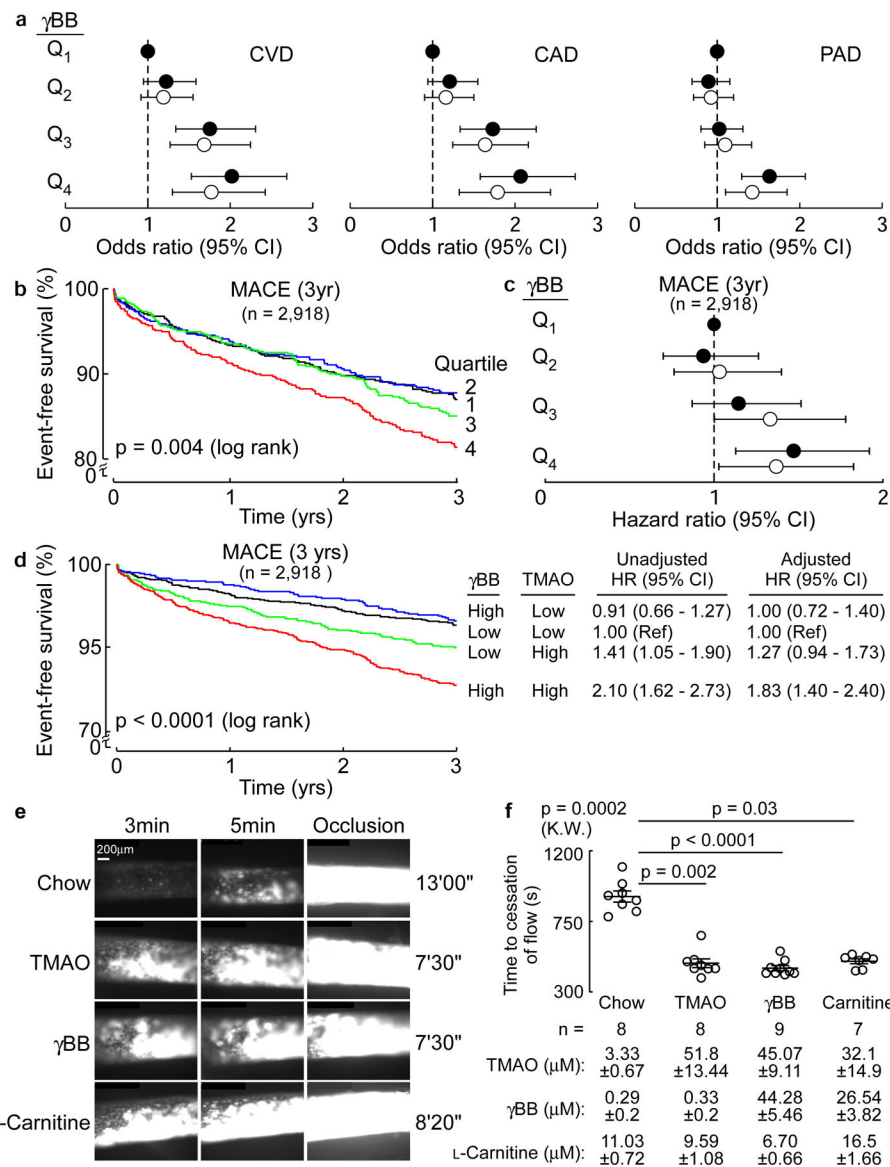 a
γBB
Q1
Q2
Q3
Q4
CVD
0 1 2 3
Odds ratio (95% CI)
CAD
0 1 2 3
Odds ratio (95% CI)
PAD
0 1 2 3
Odds ratio (95% CI)
b
MACE (3yr)
(n = 2,918)
Event-free survival (%)
100
90
80
0
Quartile
2
1
3
4
p = 0.004 (log rank)
0 1 2 3
Time (yrs)
c
γBB
MACE (3yr)
(n = 2,918)
Q1
Q2
Q3
Q4
0 1 2
Hazard ratio (95% CI)
d
MACE (3 yrs)
(n = 2,918 )
Event-free survival (%)
100
95
70
0
p < 0.0001 (log rank)
0 1 2 3
Time (yrs)
Unadjusted Adjusted
γBB TMAO HR (95% CI) HR (95% CI)
High Low 0.91 (0.66 - 1.27) 1.00 (0.72 - 1.40)
Low Low 1.00 (Ref) 1.00 (Ref)
Low High 1.41 (1.05 - 1.90) 1.27 (0.94 - 1.73)
High High 2.10 (1.62 - 2.73) 1.83 (1.40 - 2.40)
e
3min 5min Occlusion
200μm
Chow 13'00"
TMAO 7'30"
γBB 7'30"
-Carnitine 8'20"
f
p = 0.0002
(K.W.)
p = 0.03
p < 0.0001
p = 0.002
Time to cessation
of flow (s)
1200
750
300
Chow TMAO γBB Carnitine
n = 8 8 9 7
TMAO (μM): 3.33 51.8 45.07 32.1
±0.67 ±13.44 ±9.11 ±14.9
γBB (μM): 0.29 0.33 44.28 26.54
±0.2 ±0.2 ±5.46 ±3.82
L-Carnitine (μM): 11.03 9.59 6.70 16.5
±0.72 ±1.08 ±0.66 ±1.66